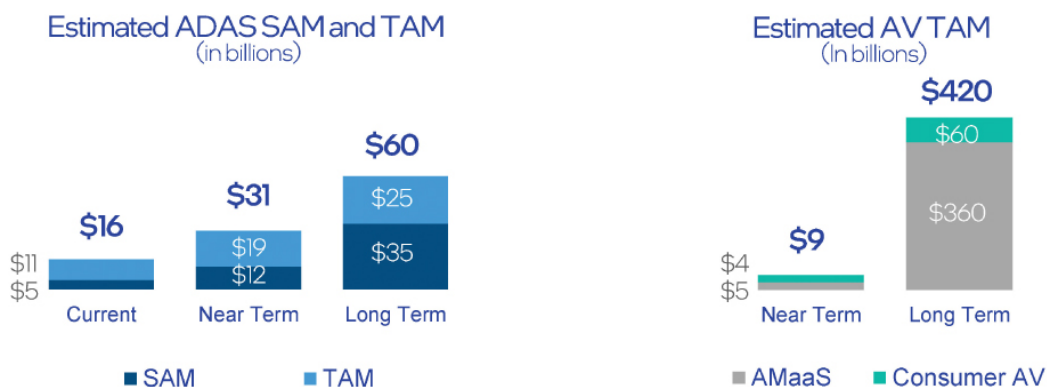 Estimated ADAS SAM and TAM
(in billions)
$16
$31
$60
$11
$5
$19
$12
$25
$35
Current
Near Term
Long Term
SAM
TAM
Estimated AV TAM
(In billions)
$9
$420
$4
$5
$60
$360
Near Term
Long Term
AMaaS
Consumer AV